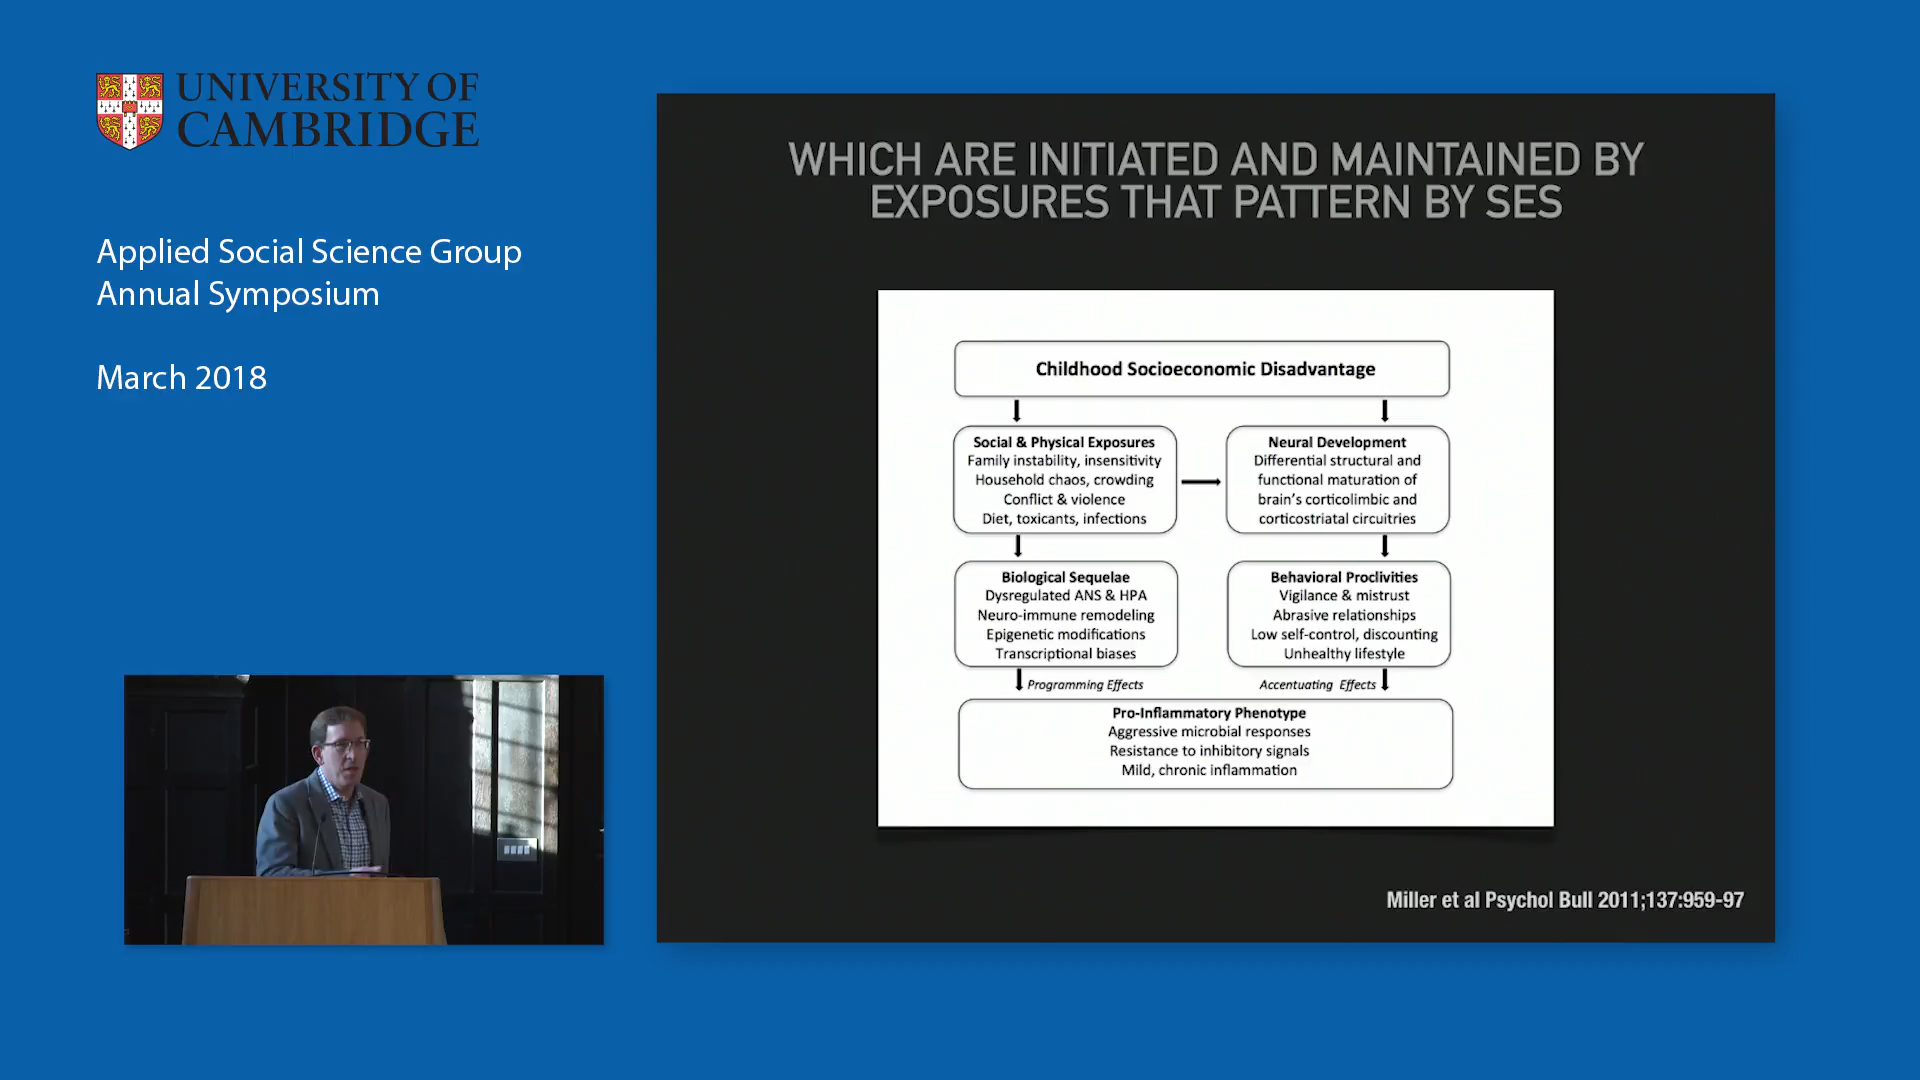 UNIVERSITY OF
CAMBRIDGE
Applied Social Science Group
Annual Symposium
March 2018
WHICH ARE INITIATED AND MAINTAINED BY
EXPOSURES THAT PATTERN BY SES
Childhood Socioeconomic Disadvantage
Social & Physical Exposures
Family instability, insensitivity
Household chaos, crowding
Conflict & violence
Diet, toxicants, infections
Neural Development
Differential structural and
functional maturation of
brain's corticolimbic and
corticostriatal circuitries
Biological Sequelae
Dysregulated ANS & HPA
Neuro-immune remodeling
Epigenetic modifications
Transcriptional biases
Behavioral Proclivities
Vigilance & mistrust
Abrasive relationships
Low self-control, discounting
Unhealthy lifestyle
Programming Effects
Accentuating Effects
Pro-Inflammatory Phenotype
Aggressive microbial responses
Resistance to inhibitory signals
Mild, chronic inflammation
Miller et al Psychol Bull 2011;137:959-97